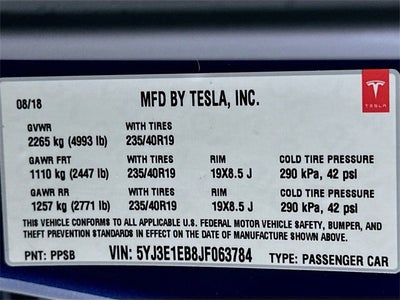 08/18 MFD BY TESLA, INC.
TESLA
GVWR WITH TIRES
2265 kg (4993 lb) 235/40R19
GAWR FRT WITH TIRES RIM COLD TIRE PRESSURE
1110 kg (2447 lb) 235/40R19 19X8.5 J 290 kPa, 42 psi
GAWR RR WITH TIRES RIM COLD TIRE PRESSURE
1257 kg (2771 lb) 235/40R19 19X8.5 J 290 kPa, 42 psi
THIS VEHICLE CONFORMS TO ALL APPLICABLE U.S. FEDERAL MOTOR VEHICLE SAFETY, BUMPER, AND
THEFT PREVENTION STANDARDS IN EFFECT ON THE DATE OF MANUFACTURE SHOWN ABOVE.
PNT: PPSB VIN: 5YJ3E1EB8JF063784 TYPE: PASSENGER CAR